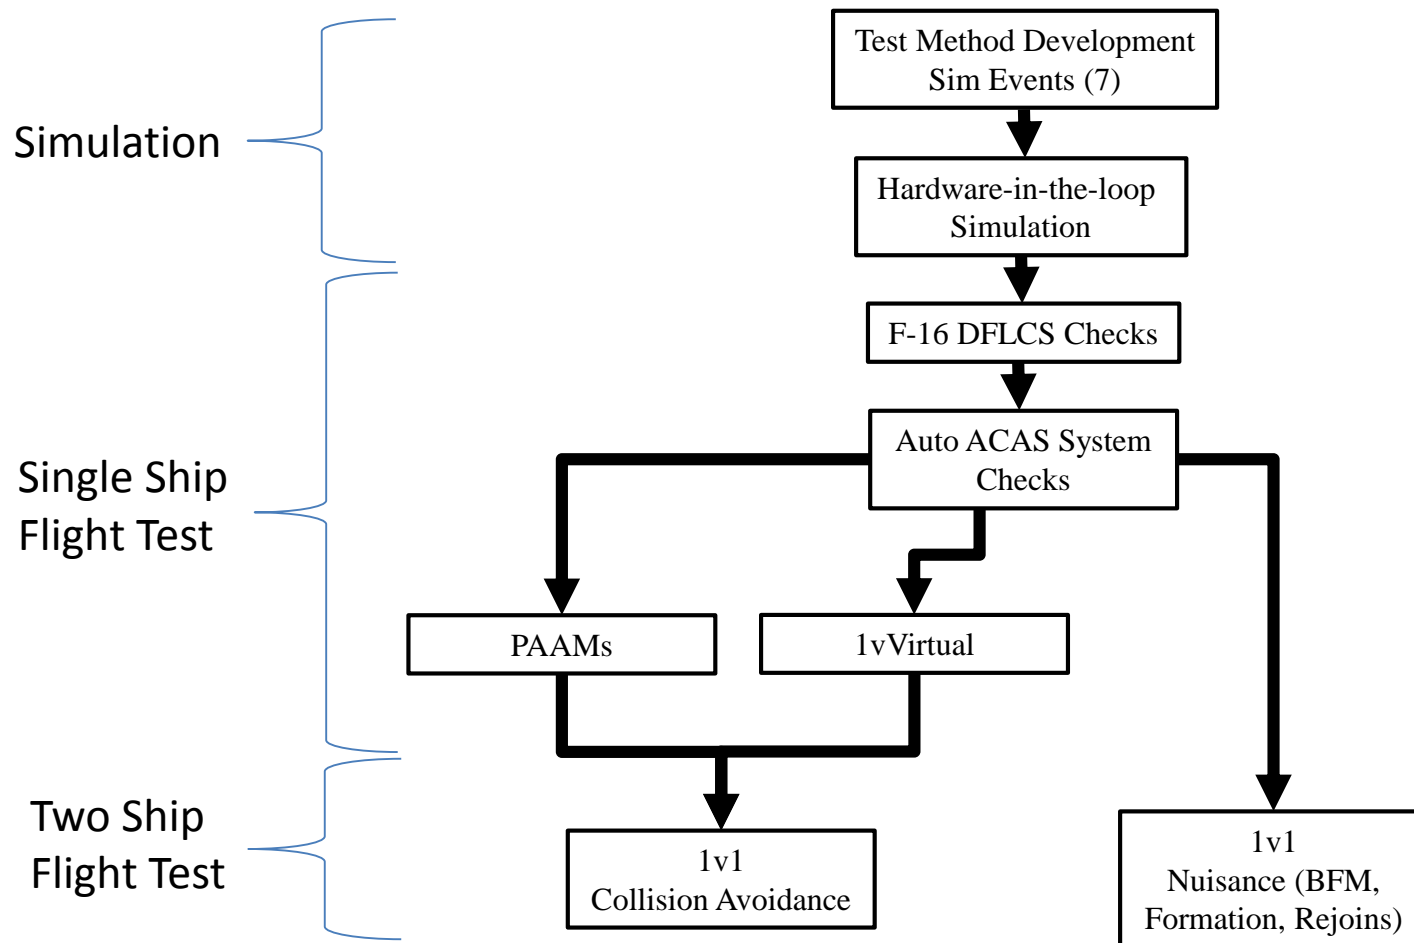 Test Method Development
Sim Events (7)
Simulation
Hardware-in-the-loop
Simulation
F-16 DFLCS Checks
Auto ACAS System
Checks
Single Ship
Flight Test
PAAMs
1vVirtual
Two Ship
Flight Test
1v1
Collision Avoidance
1v1
Nuisance (BFM,
Formation, Rejoins)